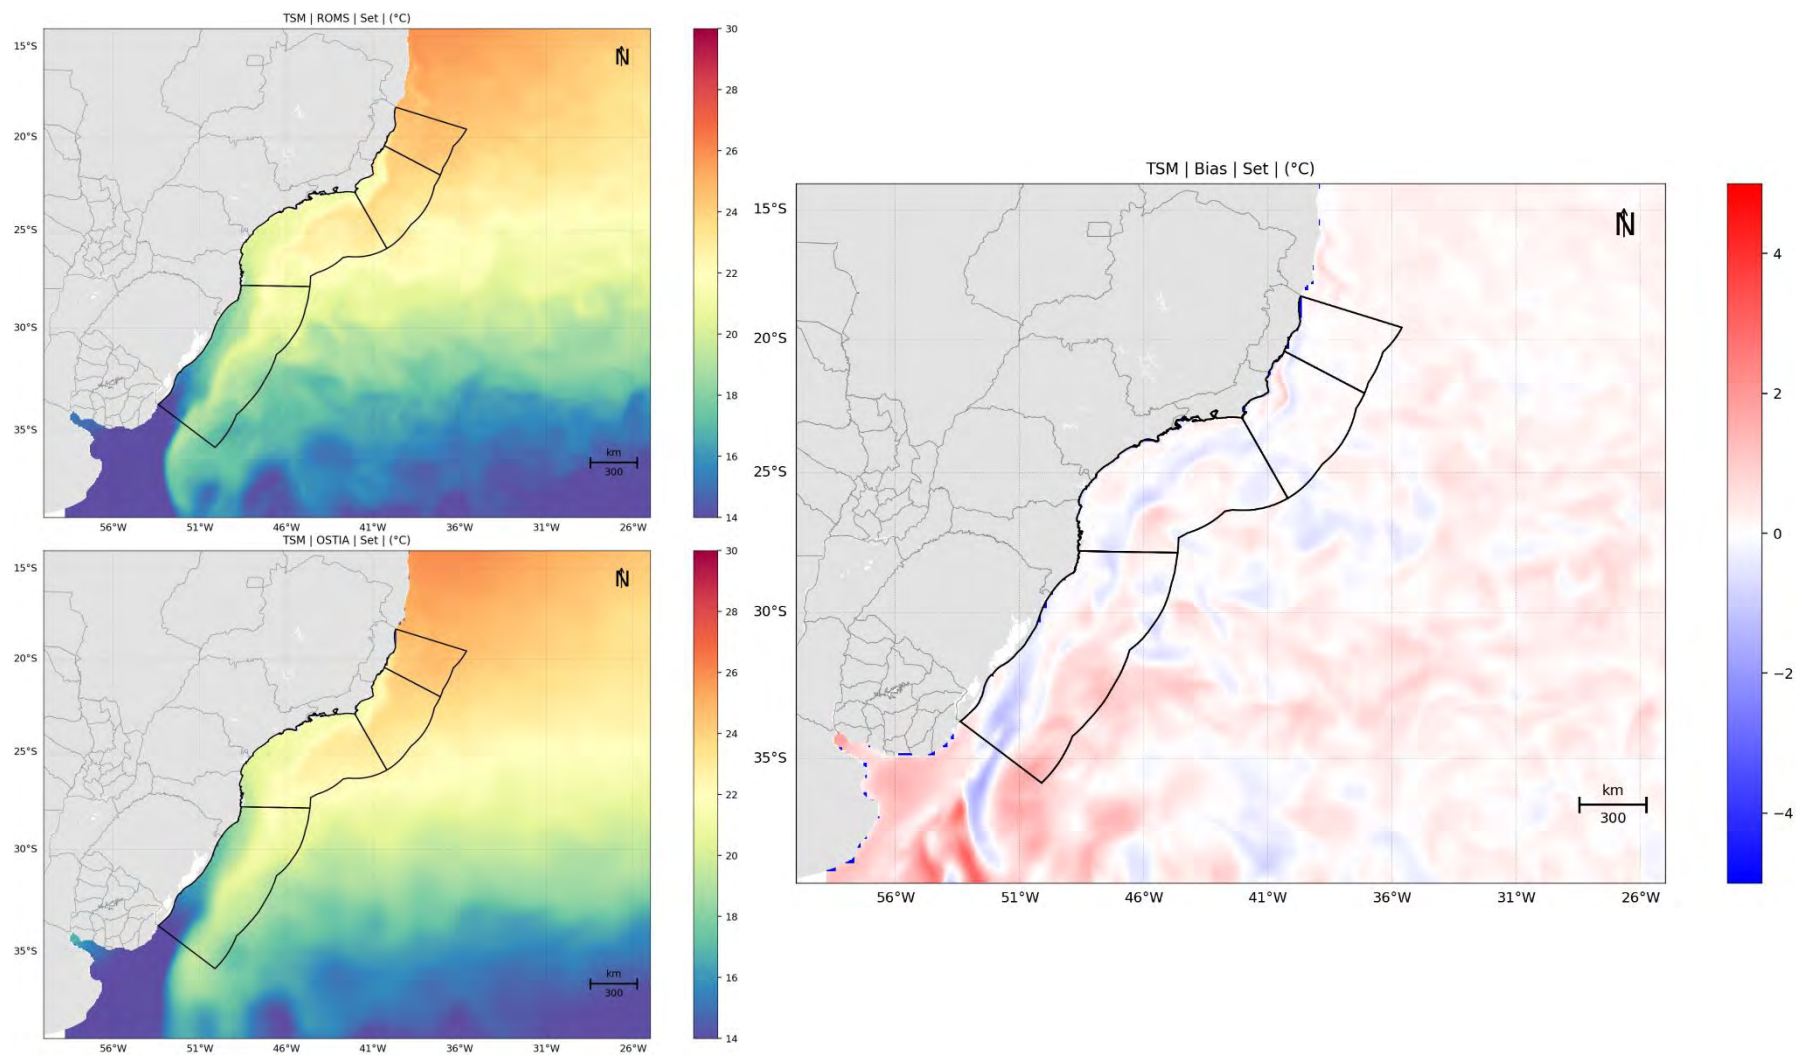 TSM | ROMS | Set | (°C)
15°S
20°S
25°S
30°S
35°S
N
km
300
56°W 51°W 46°W 41°W 36°W 31°W 26°W
30
28
26
24
22
20
18
16
14
TSM | OSTIA | Set | (°C)
15°S
20°S
25°S
30°S
35°S
N
km
300
56°W 51°W 46°W 41°W 36°W 31°W 26°W
30
28
26
24
22
20
18
16
14
TSM | Bias | Set | (°C)
15°S
20°S
25°S
30°S
35°S
N
km
300
56°W 51°W 46°W 41°W 36°W 31°W 26°W
4
2
0
−2
−4